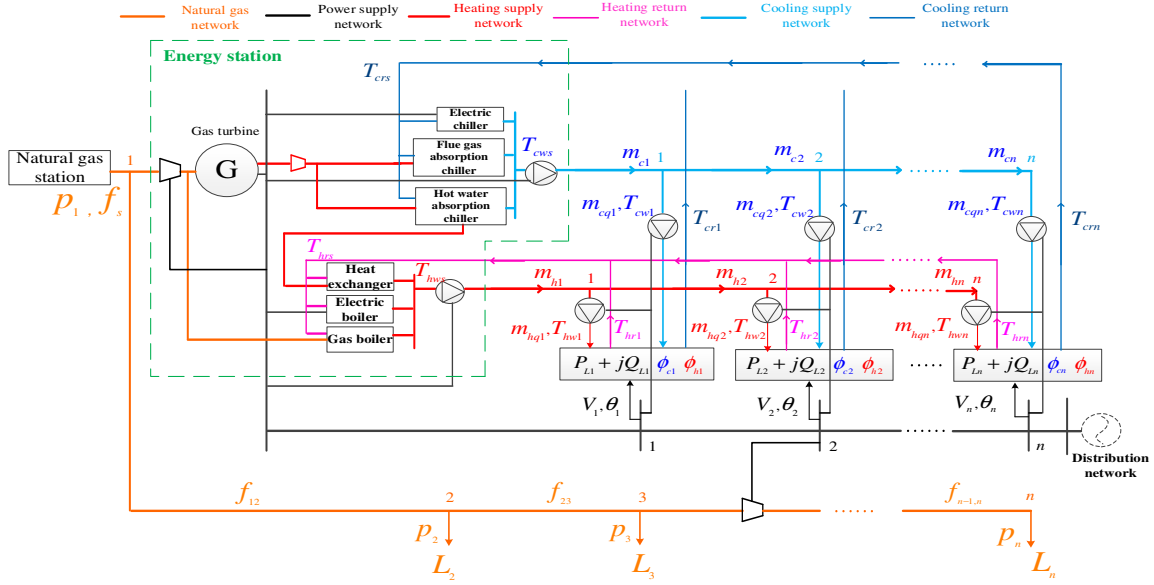 Natural gas
network
Power supply
network
Heating supply
network
Heating return
network
Cooling supply
network
Cooling return
network
Energy station
T_crs
Electric
chiller
Gas turbine
G
Flue gas
absorption
chiller
T_cws
Hot water
absorption
chiller
Natural gas
station
1
p_1 , f_s
m_c1
1
m_c2
2
m_cn
n
m_cq1, T_cw1
T_cr1
m_cq2, T_cw2
T_cr2
m_cqn, T_cwn
T_crn
T_hrs
Heat
exchanger
Electric
boiler
Gas boiler
T_hws
m_h1
1
m_h2
2
m_hn
n
m_hq1, T_hw1
T_hr1
m_hq2, T_hw2
T_hr2
m_hqn, T_hwn
T_hrn
P_L1 + jQ_L1 ϕ_c1 ϕ_h1
P_L2 + jQ_L2 ϕ_c2 ϕ_h2
P_Ln + jQ_Ln ϕ_cn ϕ_hn
V_1, θ_1
V_2, θ_2
V_n, θ_n
1
2
n
Distribution
network
f_12
2
f_23
3
f_n-1,n
n
p_2
p_3
p_n
L_2
L_3
L_n